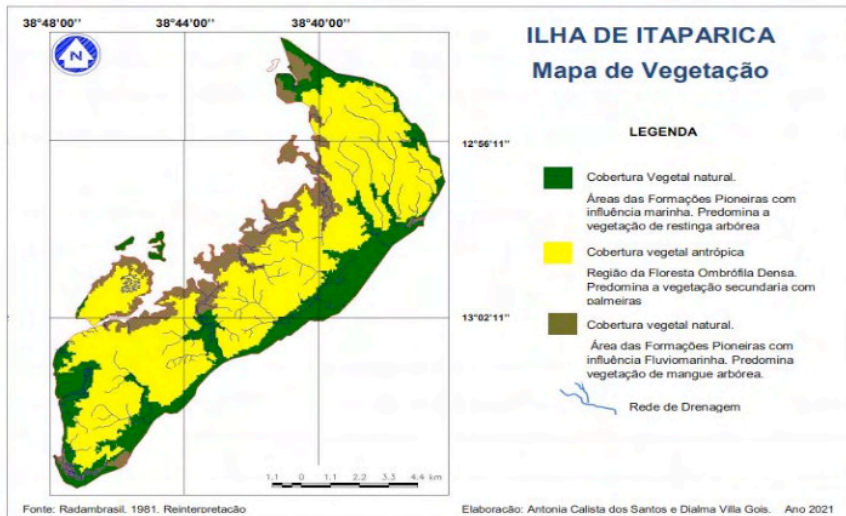 38°48'00''
38°44'00''
38°40'00''
N
12°56'11''
13°02'11''
1.1 0 1.1 2.2 3.3 4.4 km
Fonte: Radambrasil. 1981. Reinterpretação
ILHA DE ITAPARICA
Mapa de Vegetação
LEGENDA
Cobertura Vegetal natural.
Áreas das Formações Pioneiras com
influência marinha. Predomina a
vegetação de restinga arbórea
Cobertura vegetal antrópica
Região da Floresta Ombrófila Densa.
Predomina a vegetação secundaria com
palmeiras
Cobertura vegetal natural.
Área das Formações Pioneiras com
influência Fluviomarinha. Predomina
vegetação de mangue arbórea.
Rede de Drenagem
Elaboração: Antonia Calista dos Santos e Dialma Villa Gois. Ano 2021